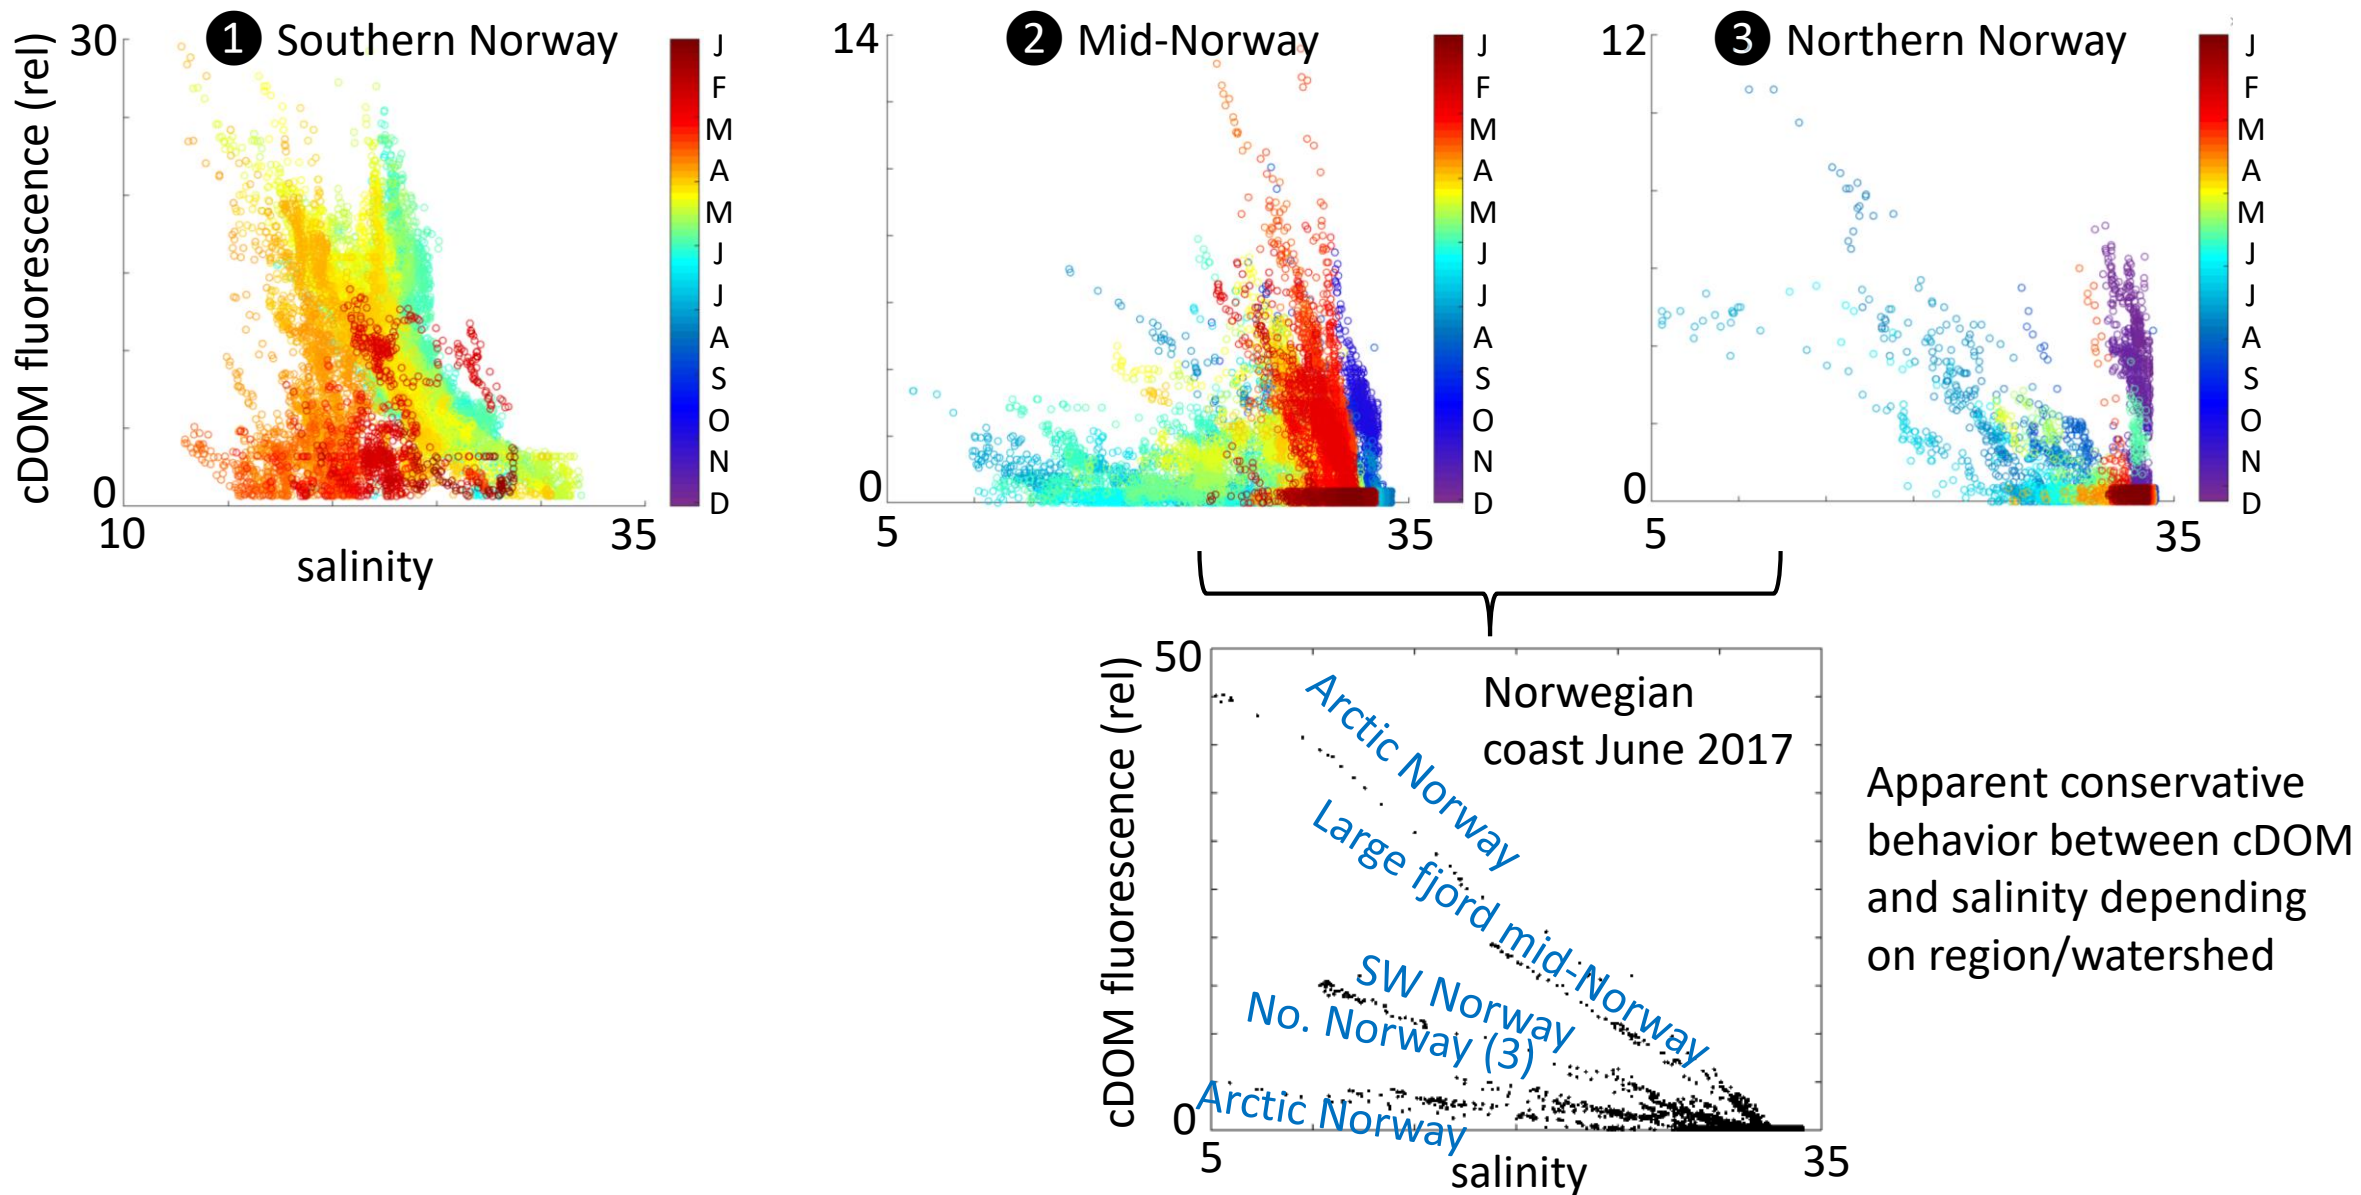 1 Southern Norway
30
0
10
35
cDOM fluorescence (rel)
salinity
J
F
M
A
M
J
J
A
S
O
N
D
2 Mid-Norway
14
0
5
35
J
F
M
A
M
J
J
A
S
O
N
D
3 Northern Norway
12
0
5
35
J
F
M
A
M
J
J
A
S
O
N
D
50
0
5
35
cDOM fluorescence (rel)
salinity
Norwegian
coast June 2017
Arctic Norway
Large fjord mid-Norway
SW Norway
No. Norway (3)
Arctic Norway
Apparent conservative
behavior between cDOM
and salinity depending
on region/watershed